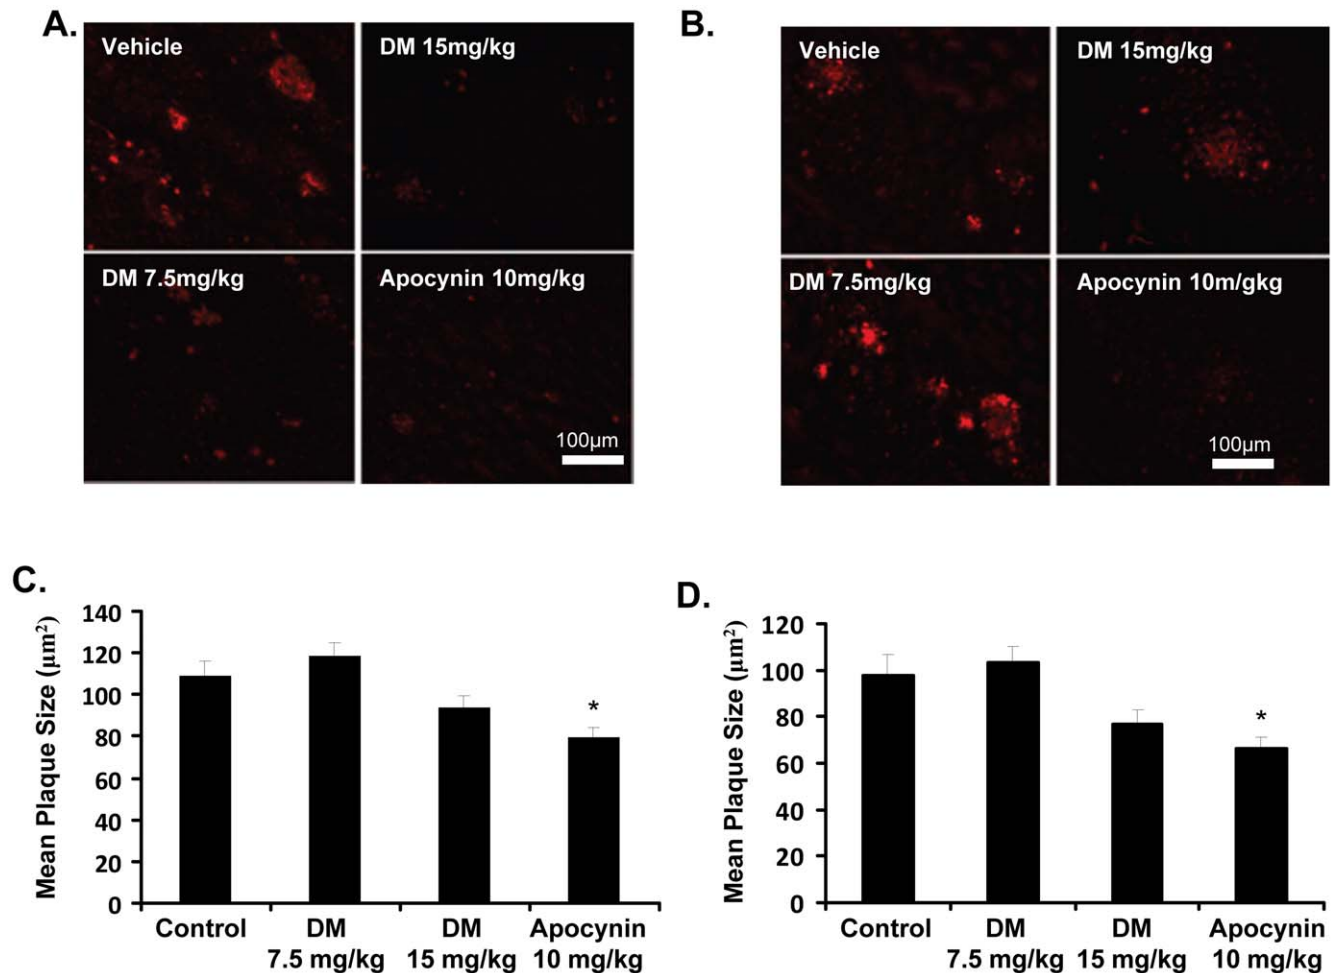 A.
Vehicle
DM 15mg/kg
DM 7.5mg/kg
Apocynin 10mg/kg
100µm
B.
Vehicle
DM 15mg/kg
DM 7.5mg/kg
Apocynin 10m/gkg
100µm
C.
Mean Plaque Size (µm²)
140
120
100
80
60
40
20
0
*
Control
DM
7.5 mg/kg
DM
15 mg/kg
Apocynin
10 mg/kg
D.
Mean Plaque Size (µm²)
120
100
80
60
40
20
0
*
Control
DM
7.5 mg/kg
DM
15 mg/kg
Apocynin
10 mg/kg